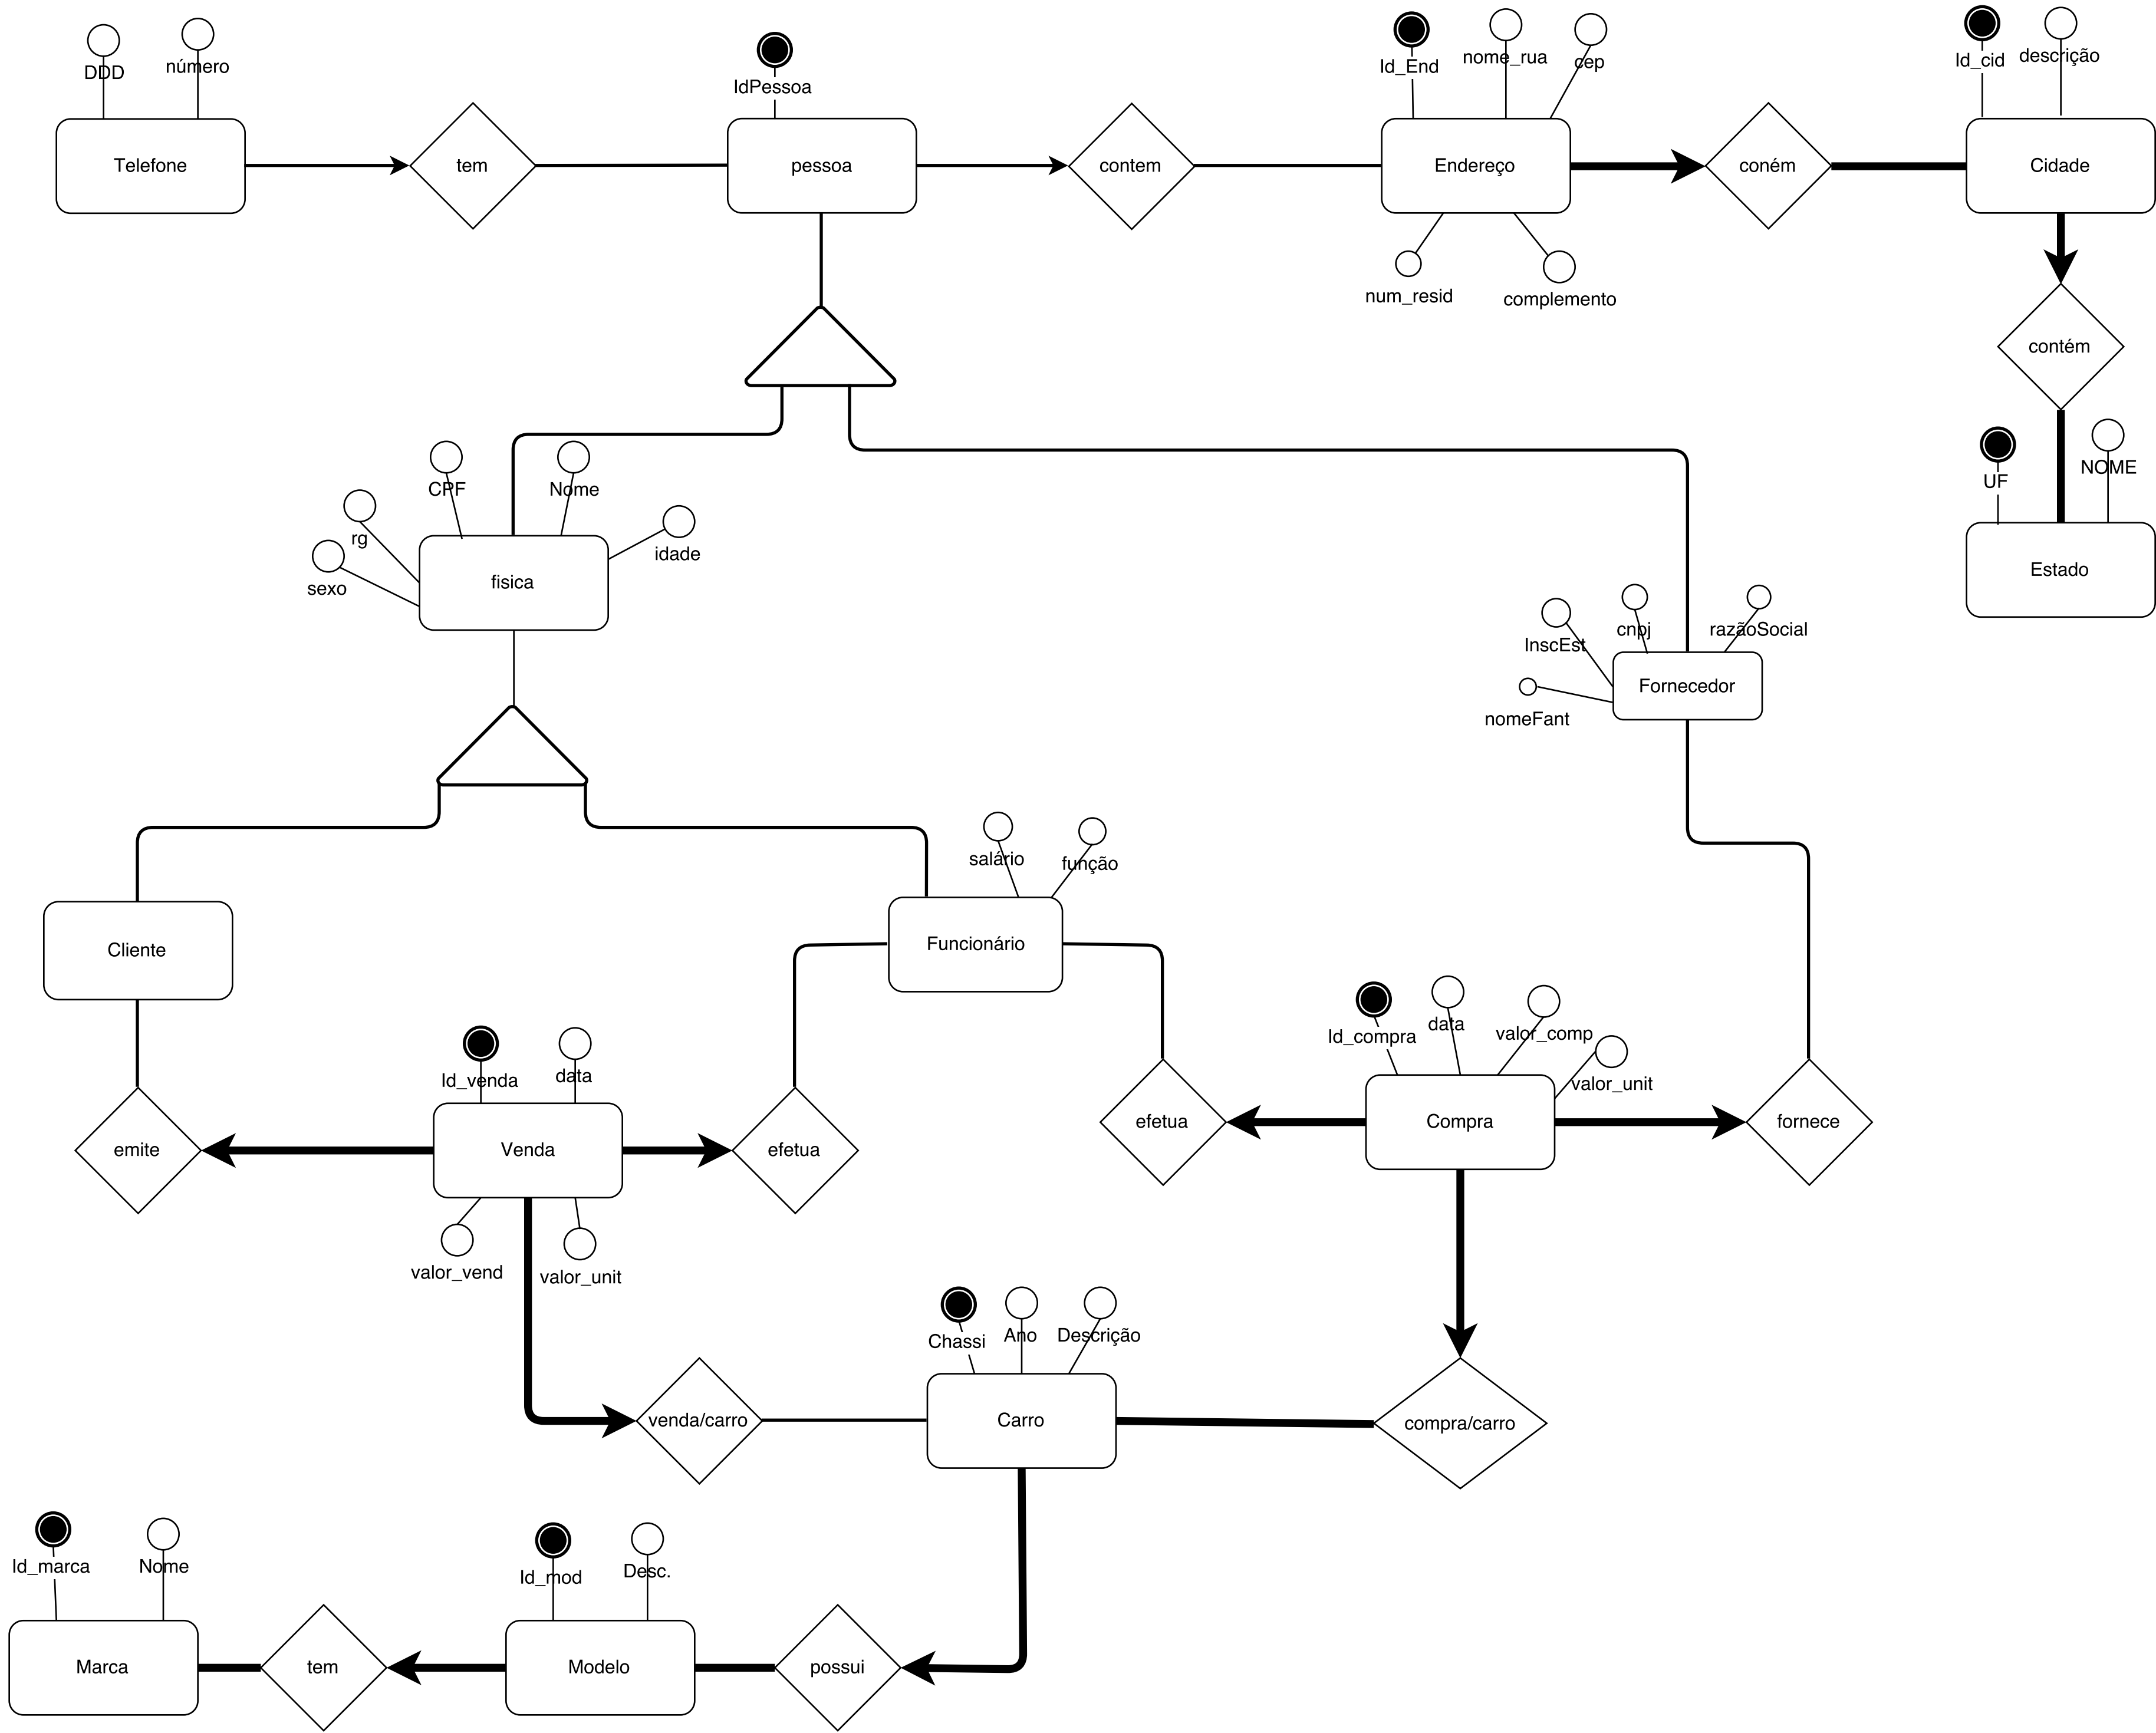 DDD
número
IdPessoa
Id_End
nome_rua
cep
Id_cid
descrição
Telefone
tem
pessoa
contem
Endereço
coném
Cidade
num_resid
complemento
contém
UF
NOME
Estado
CPF
Nome
rg
idade
sexo
fisica
InscEst
cnpj
razãoSocial
nomeFant
Fornecedor
salário
função
Cliente
Funcionário
Id_venda
data
Id_compra
data
valor_comp
valor_unit
emite
Venda
efetua
efetua
Compra
fornece
valor_vend
valor_unit
Chassi
Ano
Descrição
venda/carro
Carro
compra/carro
Id_marca
Nome
Id_mod
Desc.
Marca
tem
Modelo
possui